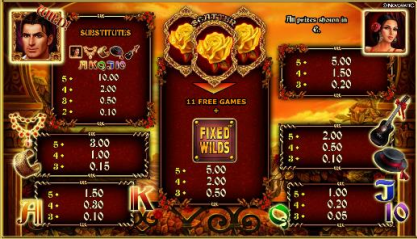 WILD
SUBSTITUTES
AKQJ10
5 10.00
4 2.00
3 0.50
2 0.10
SCATTER
11 FREE GAMES
+
FIXED
WILDS
5 5.00
4 2.00
3 0.50
All prizes shown in
€.
5 5.00
4 1.50
3 0.20
5 3.00
4 1.00
3 0.15
5 2.00
4 0.50
3 0.10
A
5 1.50
4 0.30
3 0.10
K
Q
5 1.00
4 0.20
3 0.05
J
10